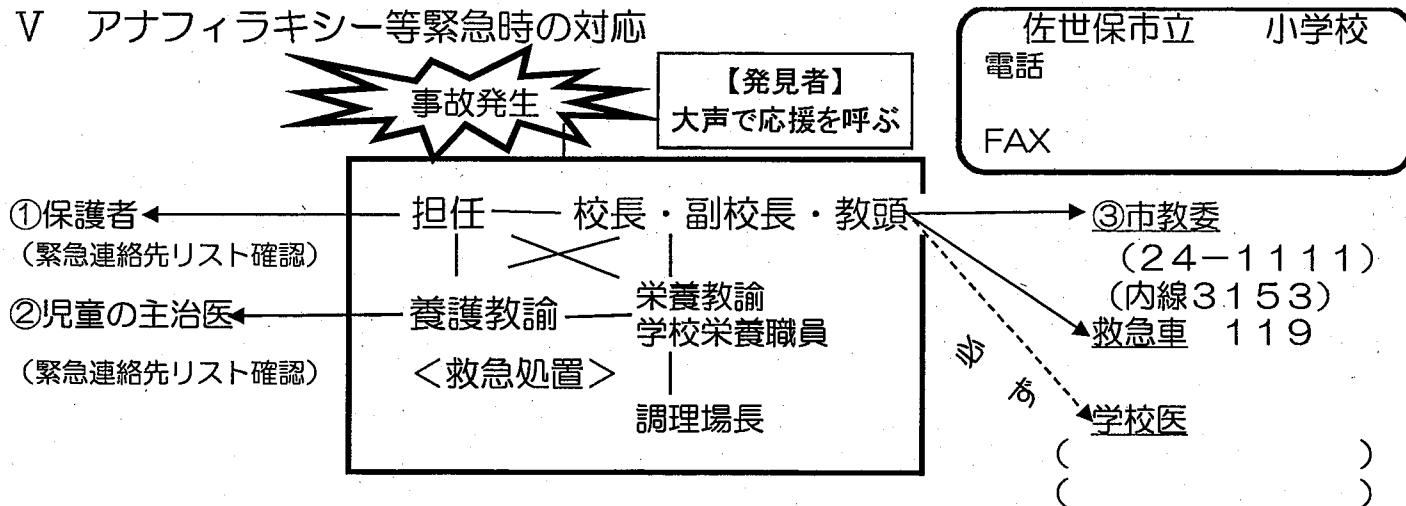 Ⅴ アナフィラキシー等緊急時の対応
佐世保市立 小学校
電話
FAX
事故発生
【発見者】
大声で応援を呼ぶ
①保護者
（緊急連絡先リスト確認）
②児童の主治医
（緊急連絡先リスト確認）
担任
校長・副校長・教頭
養護教諭
＜救急処置＞
栄養教諭
学校栄養職員
調理場長
③市教委
（２４－１１１１）
（内線３１５３）
救急車 １１９
必ず
学校医
（ ）
（ ）